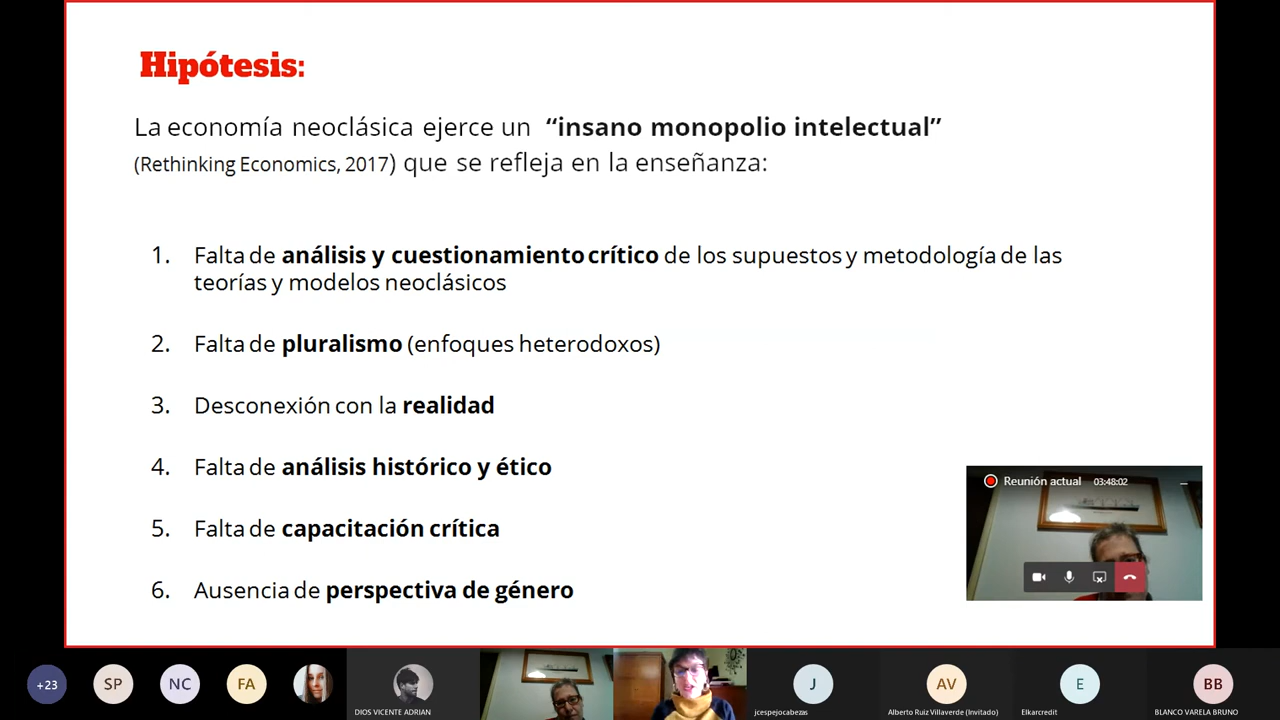 Hipótesis:
La economía neoclásica ejerce un “insano monopolio intelectual”
(Rethinking Economics, 2017) que se refleja en la enseñanza:
1. Falta de análisis y cuestionamiento crítico de los supuestos y metodología de las
teorías y modelos neoclásicos
2. Falta de pluralismo (enfoques heterodoxos)
3. Desconexión con la realidad
4. Falta de análisis histórico y ético
5. Falta de capacitación crítica
6. Ausencia de perspectiva de género
Reunión actual 03:48:02
+23
SP
NC
FA
DIOS VICENTE ADRIAN
J
jcespejocabezas
AV
Alberto Ruiz Villaverde (Invitado)
E
Elkarcredit
BB
BLANCO VARELA BRUNO